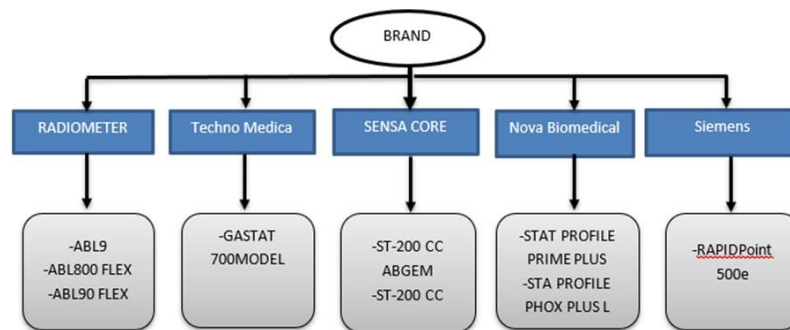 BRAND
RADIOMETER
Techno Medica
SENSA CORE
Nova Biomedical
Siemens
-ABL9
-ABL800 FLEX
-ABL90 FLEX
-GASTAT
700MODEL
-ST-200 CC
ABGEM
-ST-200 CC
-STAT PROFILE
PRIME PLUS
-STA PROFILE
PHOX PLUS L
-RAPIDPoint
500e